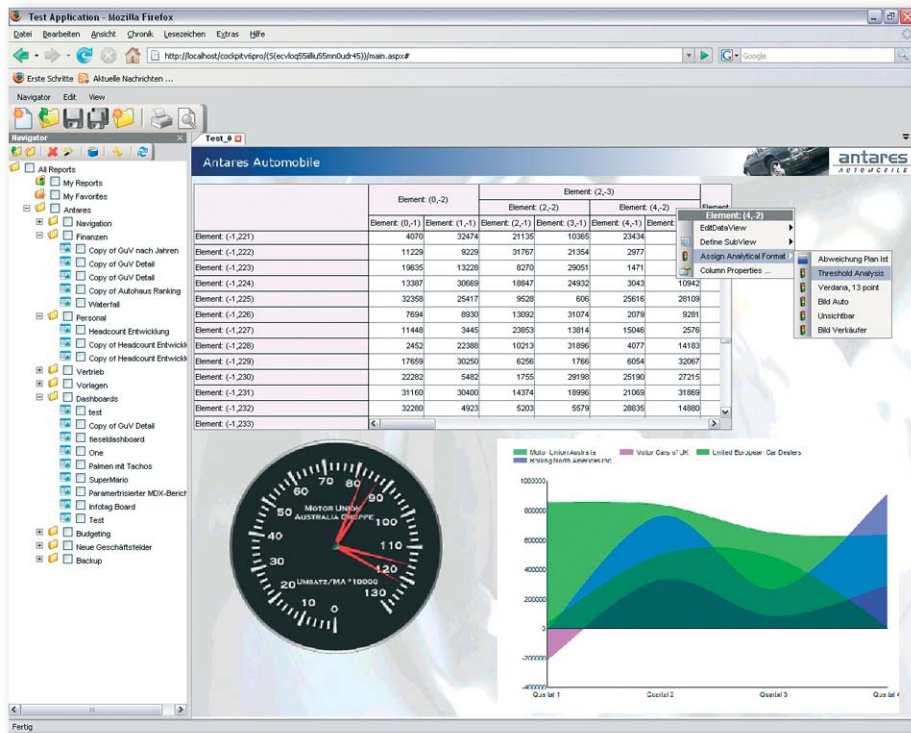 Test Application - Mozilla Firefox
Datei Bearbeiten Ansicht Chronik Lesezeichen Extras Hilfe
Google
Erste Schritte Aktuelle Nachrichten ...
Navigator Edit View
Navigator
Test_0
All Reports
My Reports
My Favorites
Antares
Navigation
Finanzen
Copy of GuV nach Jahren
Copy of GuV Detail
Copy of GuV Detail
Copy of Autohaus Ranking
Waterfall
Personal
Headcount Entwicklung
Copy of Headcount Entwickl
Copy of Headcount Entwickl
Vertrieb
Vorlagen
Dashboards
test
Copy of GuV Detail
fieseldashboard
One
Palmen mit Tachos
SuperMario
Parametrisierter MDX-Berich
Infotag Board
Test
Budgeting
Neue Geschäftsfelder
Backup
Antares Automobile
antares
AUTOMOBILE
Element: (0,-2) Element: (2,-3)
Element: (2,-2) Element: (4,-2) Element:
Element: (0,-1) Element: (1,-1) Element: (2,-1) Element: (3,-1) Element: (4,-1)
Element: (-1,221) 4070 32474 21135 10365 23434
Element: (-1,222) 11229 9229 31767 21354 2977
Element: (-1,223) 19635 13228 8270 29051 1471
Element: (-1,224) 13387 30669 18847 24932 3043 10942
Element: (-1,225) 32358 25417 9528 606 25616 28109
Element: (-1,226) 7694 8930 13092 31074 2079 9281
Element: (-1,227) 11448 3445 23853 13814 15046 2576
Element: (-1,228) 2452 22388 10213 31896 4077 14183
Element: (-1,229) 17659 30250 6256 1766 6054 32067
Element: (-1,230) 22282 5482 1755 29198 25190 27215
Element: (-1,231) 31160 30400 14374 18996 21069 31869
Element: (-1,232) 32280 4923 5203 5579 28835 14880
Element: (-1,233)
Element: (4,-2)
EditDataView
Define SubView
Assign Analytical Format
Column Properties ...
Abweichung Plan Ist
Threshold Analysis
Verdana, 13 point
Bild Auto
Unsichtbar
Bild Verkäufer
MOTOR UNION
AUSTRALIA GRUPPE
UMSATZ/MA *10000
0 10 20 30 40 50 60 70 80 90 100 110 120 130
Motor Union Australia Motor Cars of UK United European Car Dealers
Rolling North Americas Inc.
1000000
800000
600000
400000
200000
0
-200000
-400000
Quartal 1 Quartal 2 Quartal 3 Quartal 4
Fertig